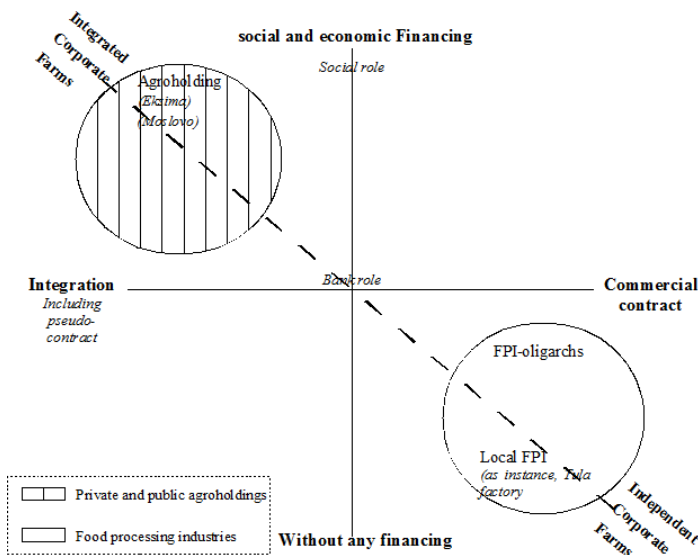 social and economic Financing
Social role
Integrated
Corporate
Farms
Agroholding
(Ekzima)
(Moslovo)
Bank role
Integration
Including
pseudo-
contract
Commercial
contract
FPI-oligarchs
Local FPI
(as instance, Tula
factory
Independent
Corporate
Farms
Private and public agroholdings
Food processing industries
Without any financing